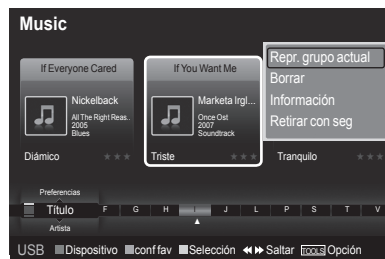 Music
If Everyone Cared
Nickelback
All The Right Reas..
2005
Blues
Diámico
If You Want Me
Marketa Irgl...
Once Ost
2007
Soundtrack
Triste
Repr. grupo actual
Borrar
Información
Retirar con seg
Tranquilo
Preferencias
Título F G H I J L P S T V
Artista
USB Dispositivo conf fav Selección Saltar TOOLS Opción